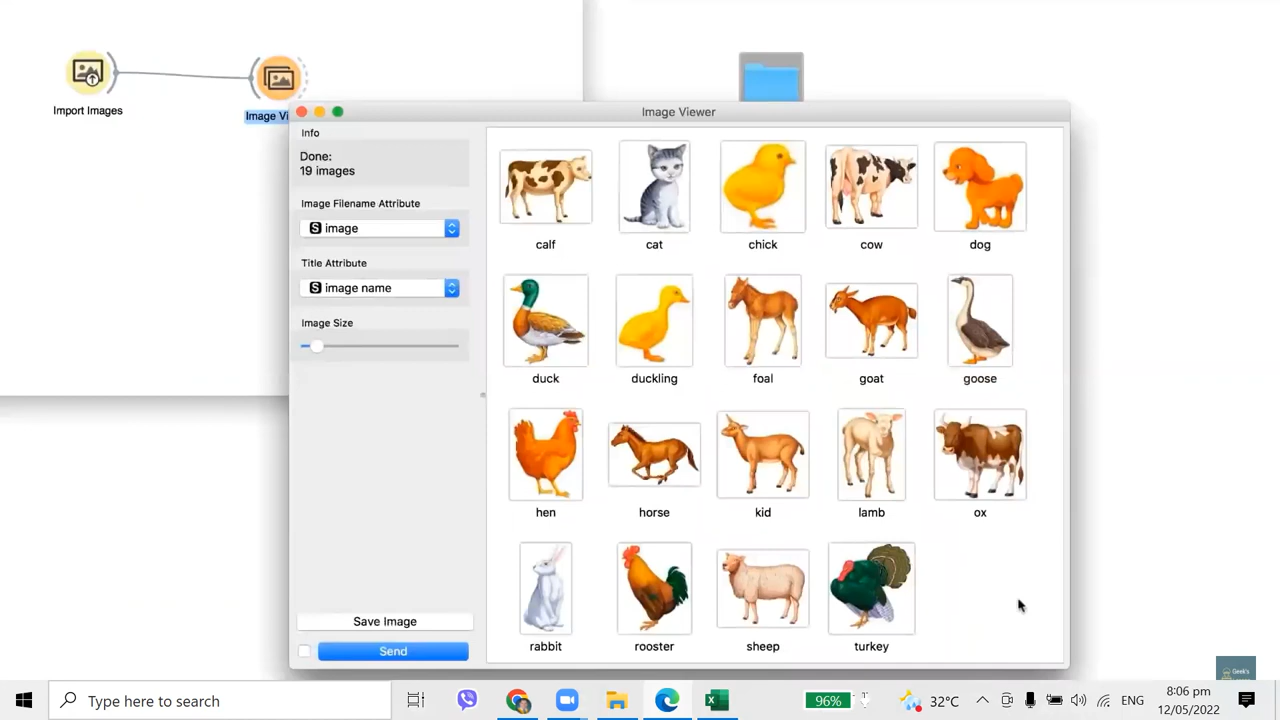 Import Images
Image Vi
Image Viewer
Info
Done:
19 images
Image Filename Attribute
S image
Title Attribute
S image name
Image Size
calf
cat
chick
cow
dog
duck
duckling
foal
goat
goose
hen
horse
kid
lamb
ox
rabbit
rooster
sheep
turkey
Save Image
Send
Geek's
Type here to search
96%
32°C
ENG
8:06 pm
12/05/2022